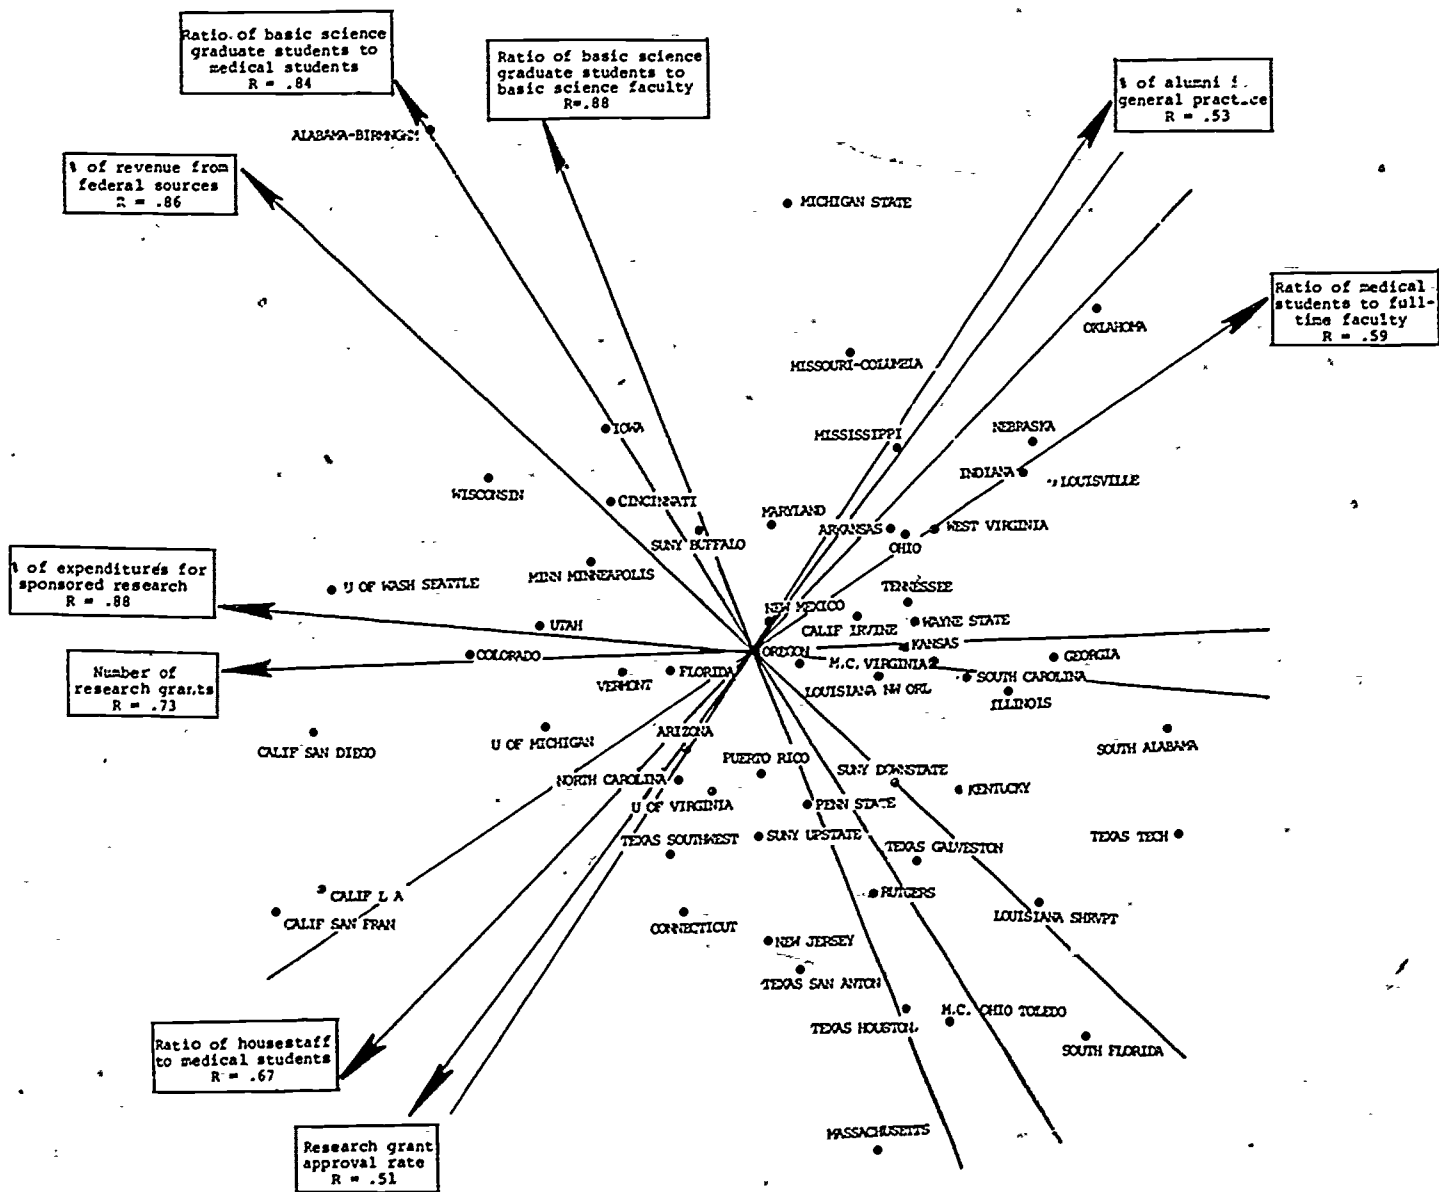 Ratio of basic science
graduate students to
medical students
R = .84
Ratio of basic science
graduate students to
basic science faculty
R=.88
% of alumni
general practice
R = .53
ALABAMA-BIRMNGHM
% of revenue from
federal sources
R = .86
MICHIGAN STATE
Ratio of medical
students to full-
time faculty
R = .59
OKLAHOMA
MISSOURI-COLUMBIA
IOWA
MISSISSIPPI
NEBRASKA
INDIANA
LOUISVILLE
WISCONSIN
CINCINNATI
MARYLAND
ARKANSAS
WEST VIRGINIA
SUNY BUFFALO
OHIO
MINN MINNEAPOLIS
% of expenditures for
sponsored research
R = .88
U OF WASH SEATTLE
TENNESSEE
NEW MEXICO
CALIF IRVINE
WAYNE STATE
UTAH
KANSAS
COLORADO
OREGON
M.C. VIRGINIA
GEORGIA
Number of
research grants
R = .73
VERMONT
FLORIDA
LOUISIANA NW ORL
SOUTH CAROLINA
ILLINOIS
CALIF SAN DIEGO
U OF MICHIGAN
ARIZONA
SOUTH ALABAMA
PUERTO RICO
SUNY DOWNSTATE
NORTH CAROLINA
KENTUCKY
U OF VIRGINIA
PENN STATE
TEXAS SOUTHWEST
SUNY UPSTATE
TEXAS GALVESTON
TEXAS TECH
CALIF L A
RUTGERS
CALIF SAN FRAN
CONNECTICUT
LOUISIANA SHRVPT
NEW JERSEY
TEXAS SAN ANTON
M.C. OHIO TOLEDO
TEXAS HOUSTON
SOUTH FLORIDA
Ratio of housestaff
to medical students
R = .67
MASSACHUSETTS
Research grant
approval rate
R = .51